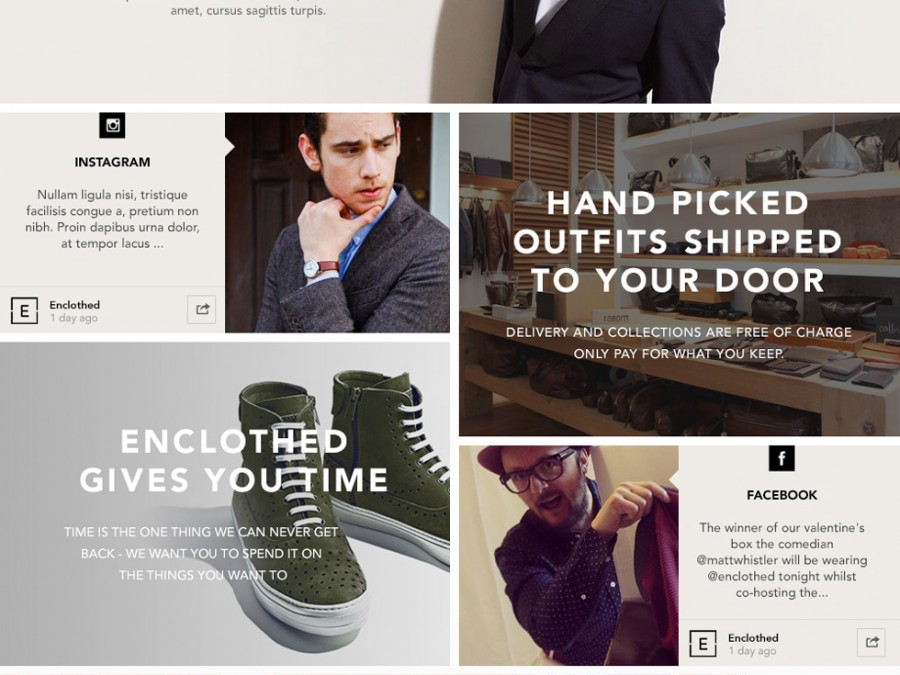 amet, cursus sagittis turpis.
INSTAGRAM
Nullam ligula nisi, tristique
facilisis congue a, pretium non
nibh. Proin dapibus urna dolor,
at tempor lacus ...
E
Enclothed
1 day ago
HAND PICKED
OUTFITS SHIPPED
TO YOUR DOOR
DELIVERY AND COLLECTIONS ARE FREE OF CHARGE
ONLY PAY FOR WHAT YOU KEEP.
ENCLOTHED
GIVES YOU TIME
TIME IS THE ONE THING WE CAN NEVER GET
BACK - WE WANT YOU TO SPEND IT ON
THE THINGS YOU WANT TO
FACEBOOK
The winner of our valentine's
box the comedian
@mattwhistler will be wearing
@enclothed tonight whilst
co-hosting the...
E
Enclothed
1 day ago